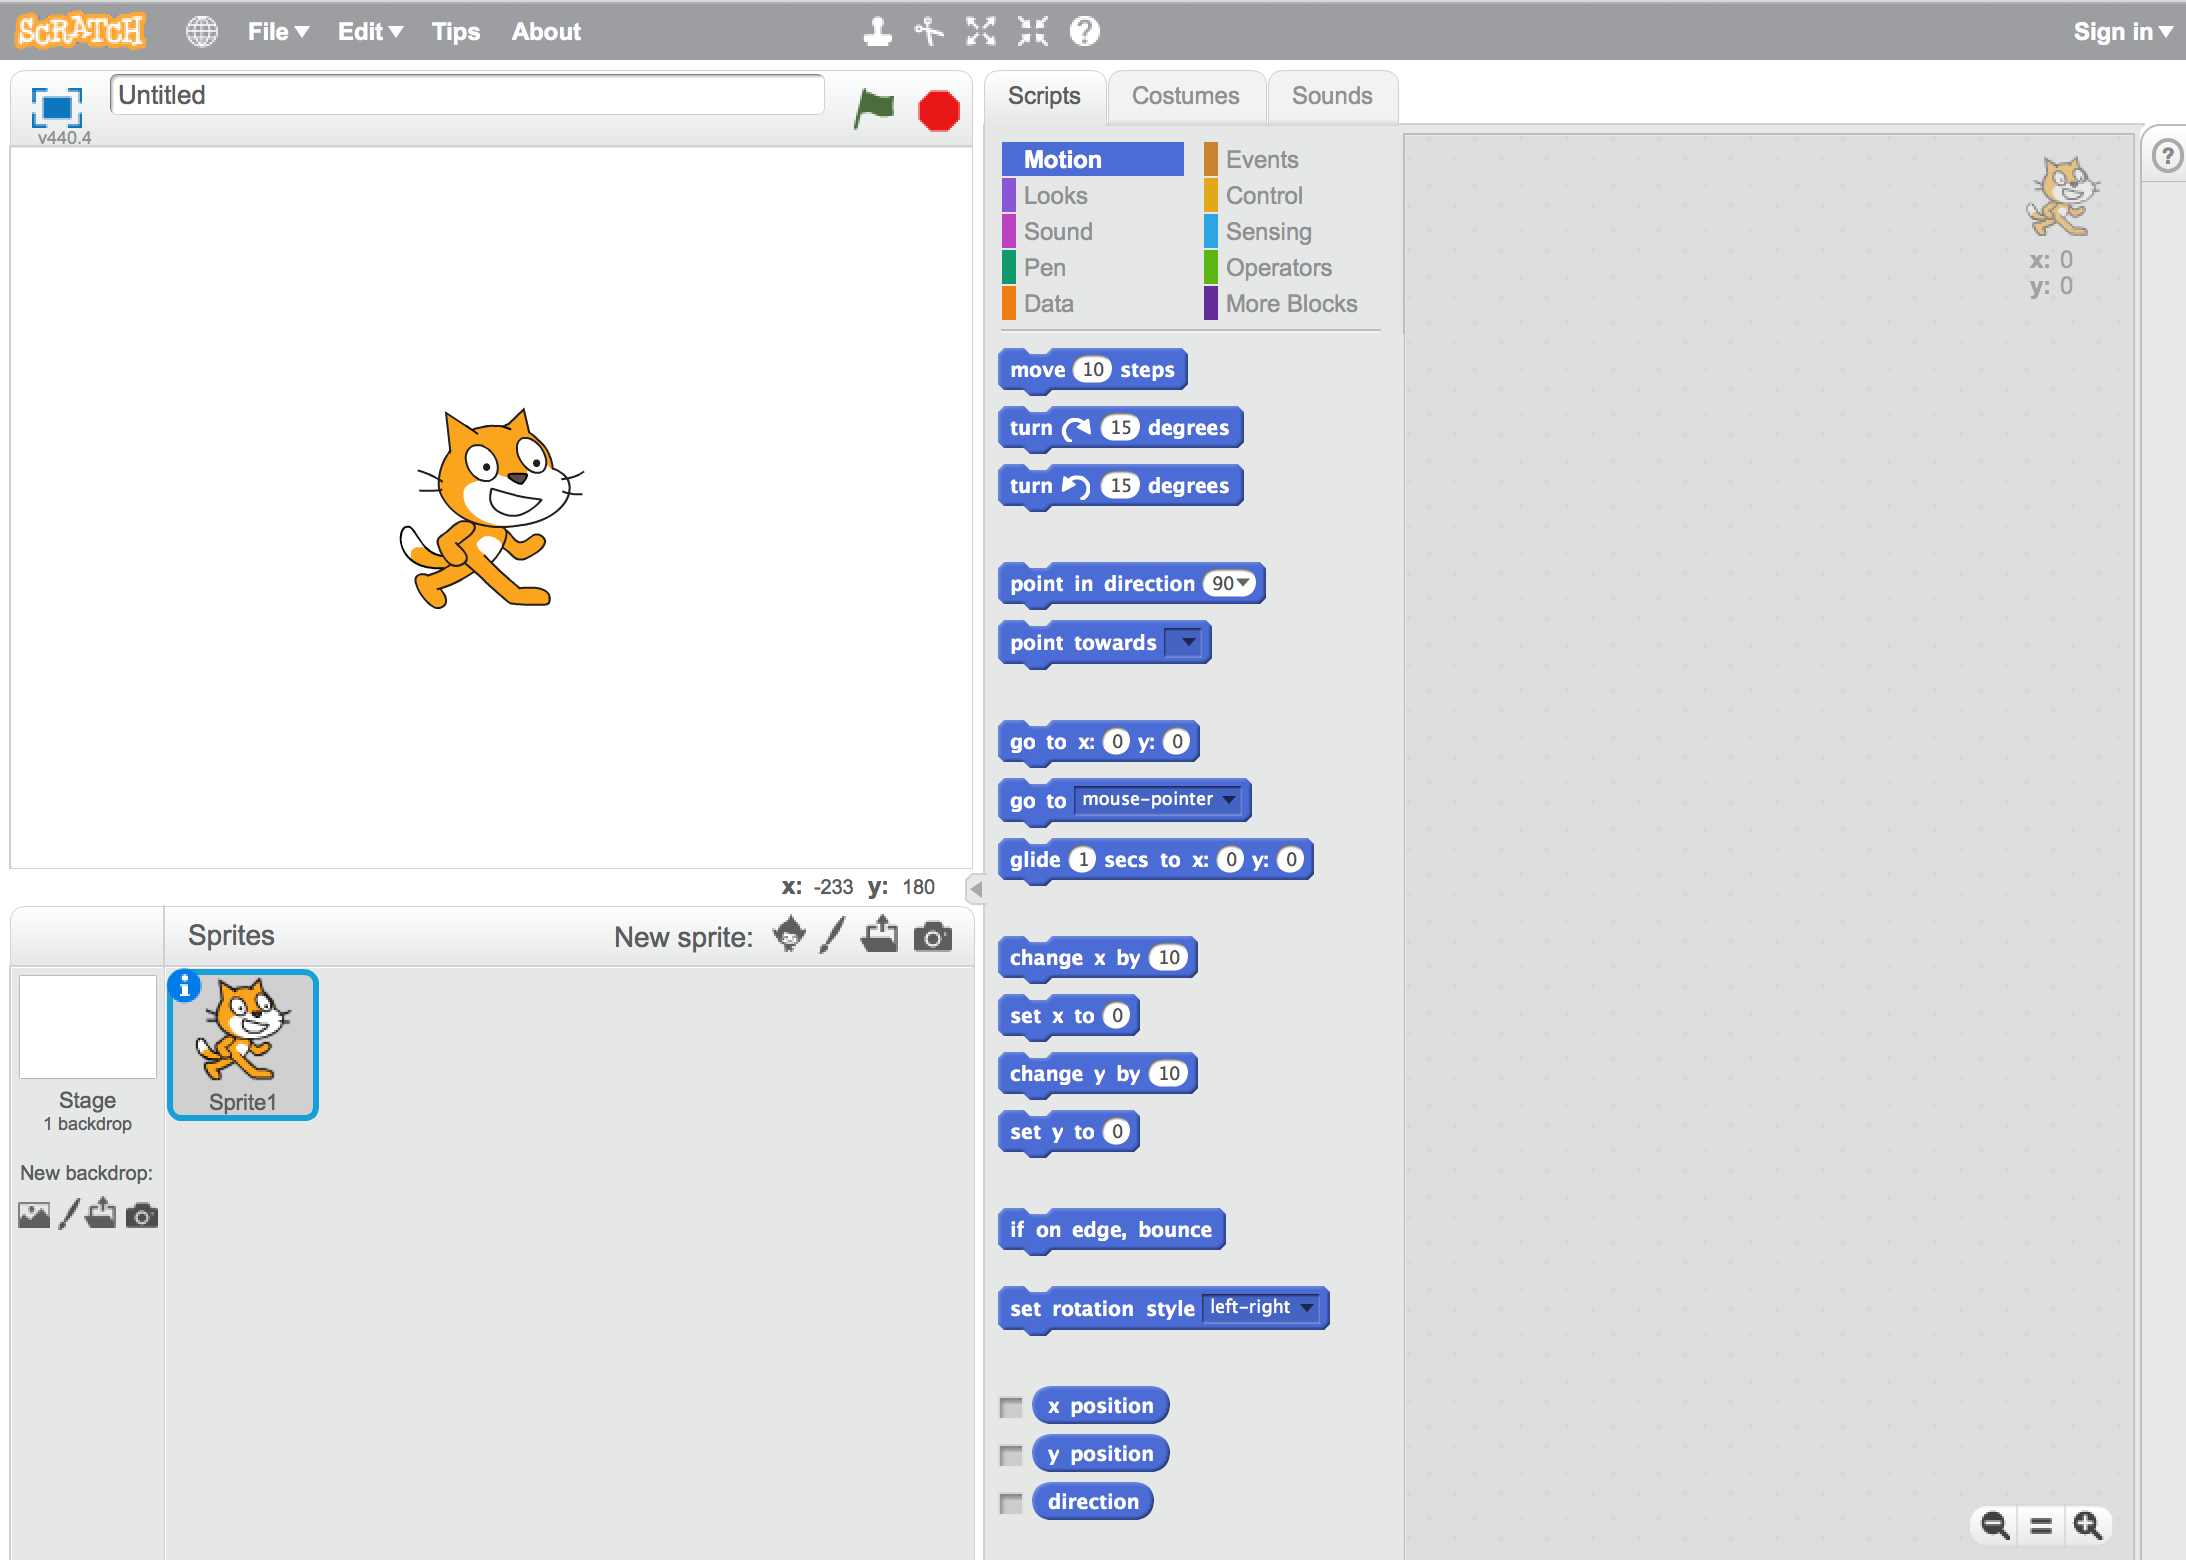 SCRATCH File Edit Tips About Sign in
Untitled
v440.4
x: -233 y: 180
Sprites New sprite:
Sprite1
Stage
1 backdrop
New backdrop:
Scripts Costumes Sounds
Motion Events
Looks Control
Sound Sensing
Pen Operators
Data More Blocks
move 10 steps
turn 15 degrees
turn 15 degrees
point in direction 90
point towards
go to x: 0 y: 0
go to mouse-pointer
glide 1 secs to x: 0 y: 0
change x by 10
set x to 0
change y by 10
set y to 0
if on edge, bounce
set rotation style left-right
x position
y position
direction
x: 0
y: 0